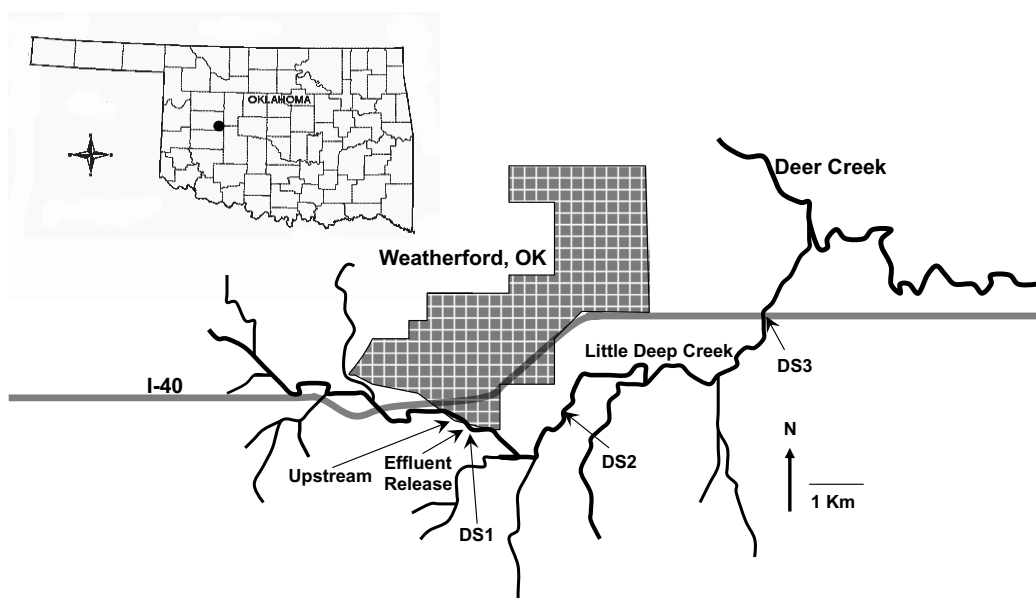 OKLAHOMA
Deer Creek
Weatherford, OK
Little Deep Creek
DS3
I-40
N
Upstream
Effluent
Release
DS2
1 Km
DS1